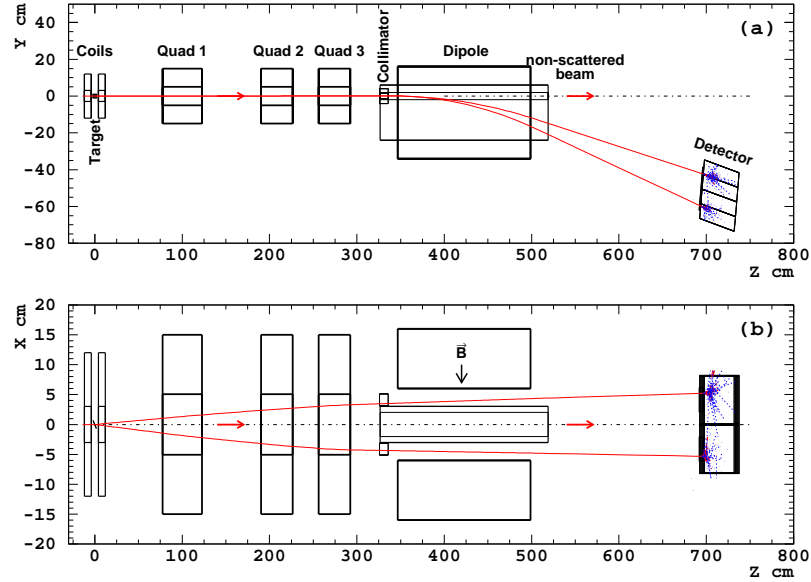 Y cm
40
20
0
-20
-40
-60
-80
(a)
Coils
Quad 1
Quad 2
Quad 3
Collimator
Dipole
non-scattered
beam
Target
Detector
0 100 200 300 400 500 600 700 800
Z cm
X cm
20
15
10
5
0
-5
-10
-15
-20
(b)
B
0 100 200 300 400 500 600 700 800
Z cm